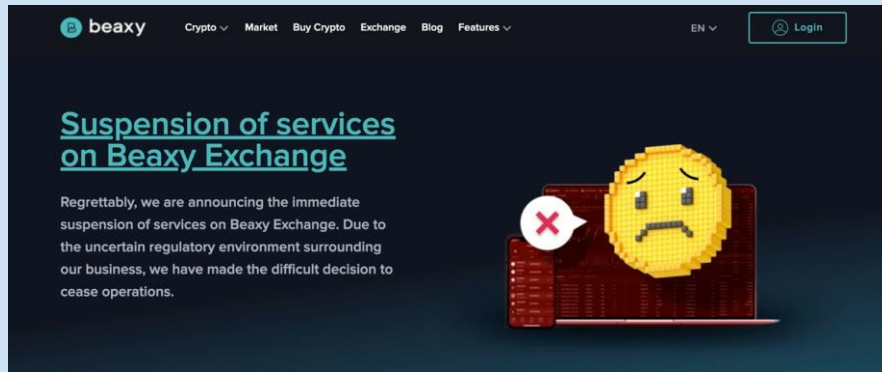 beaxy Crypto Market Buy Crypto Exchange Blog Features EN Login
Suspension of services
on Beaxy Exchange
Regrettably, we are announcing the immediate
suspension of services on Beaxy Exchange. Due to
the uncertain regulatory environment surrounding
our business, we have made the difficult decision to
cease operations.